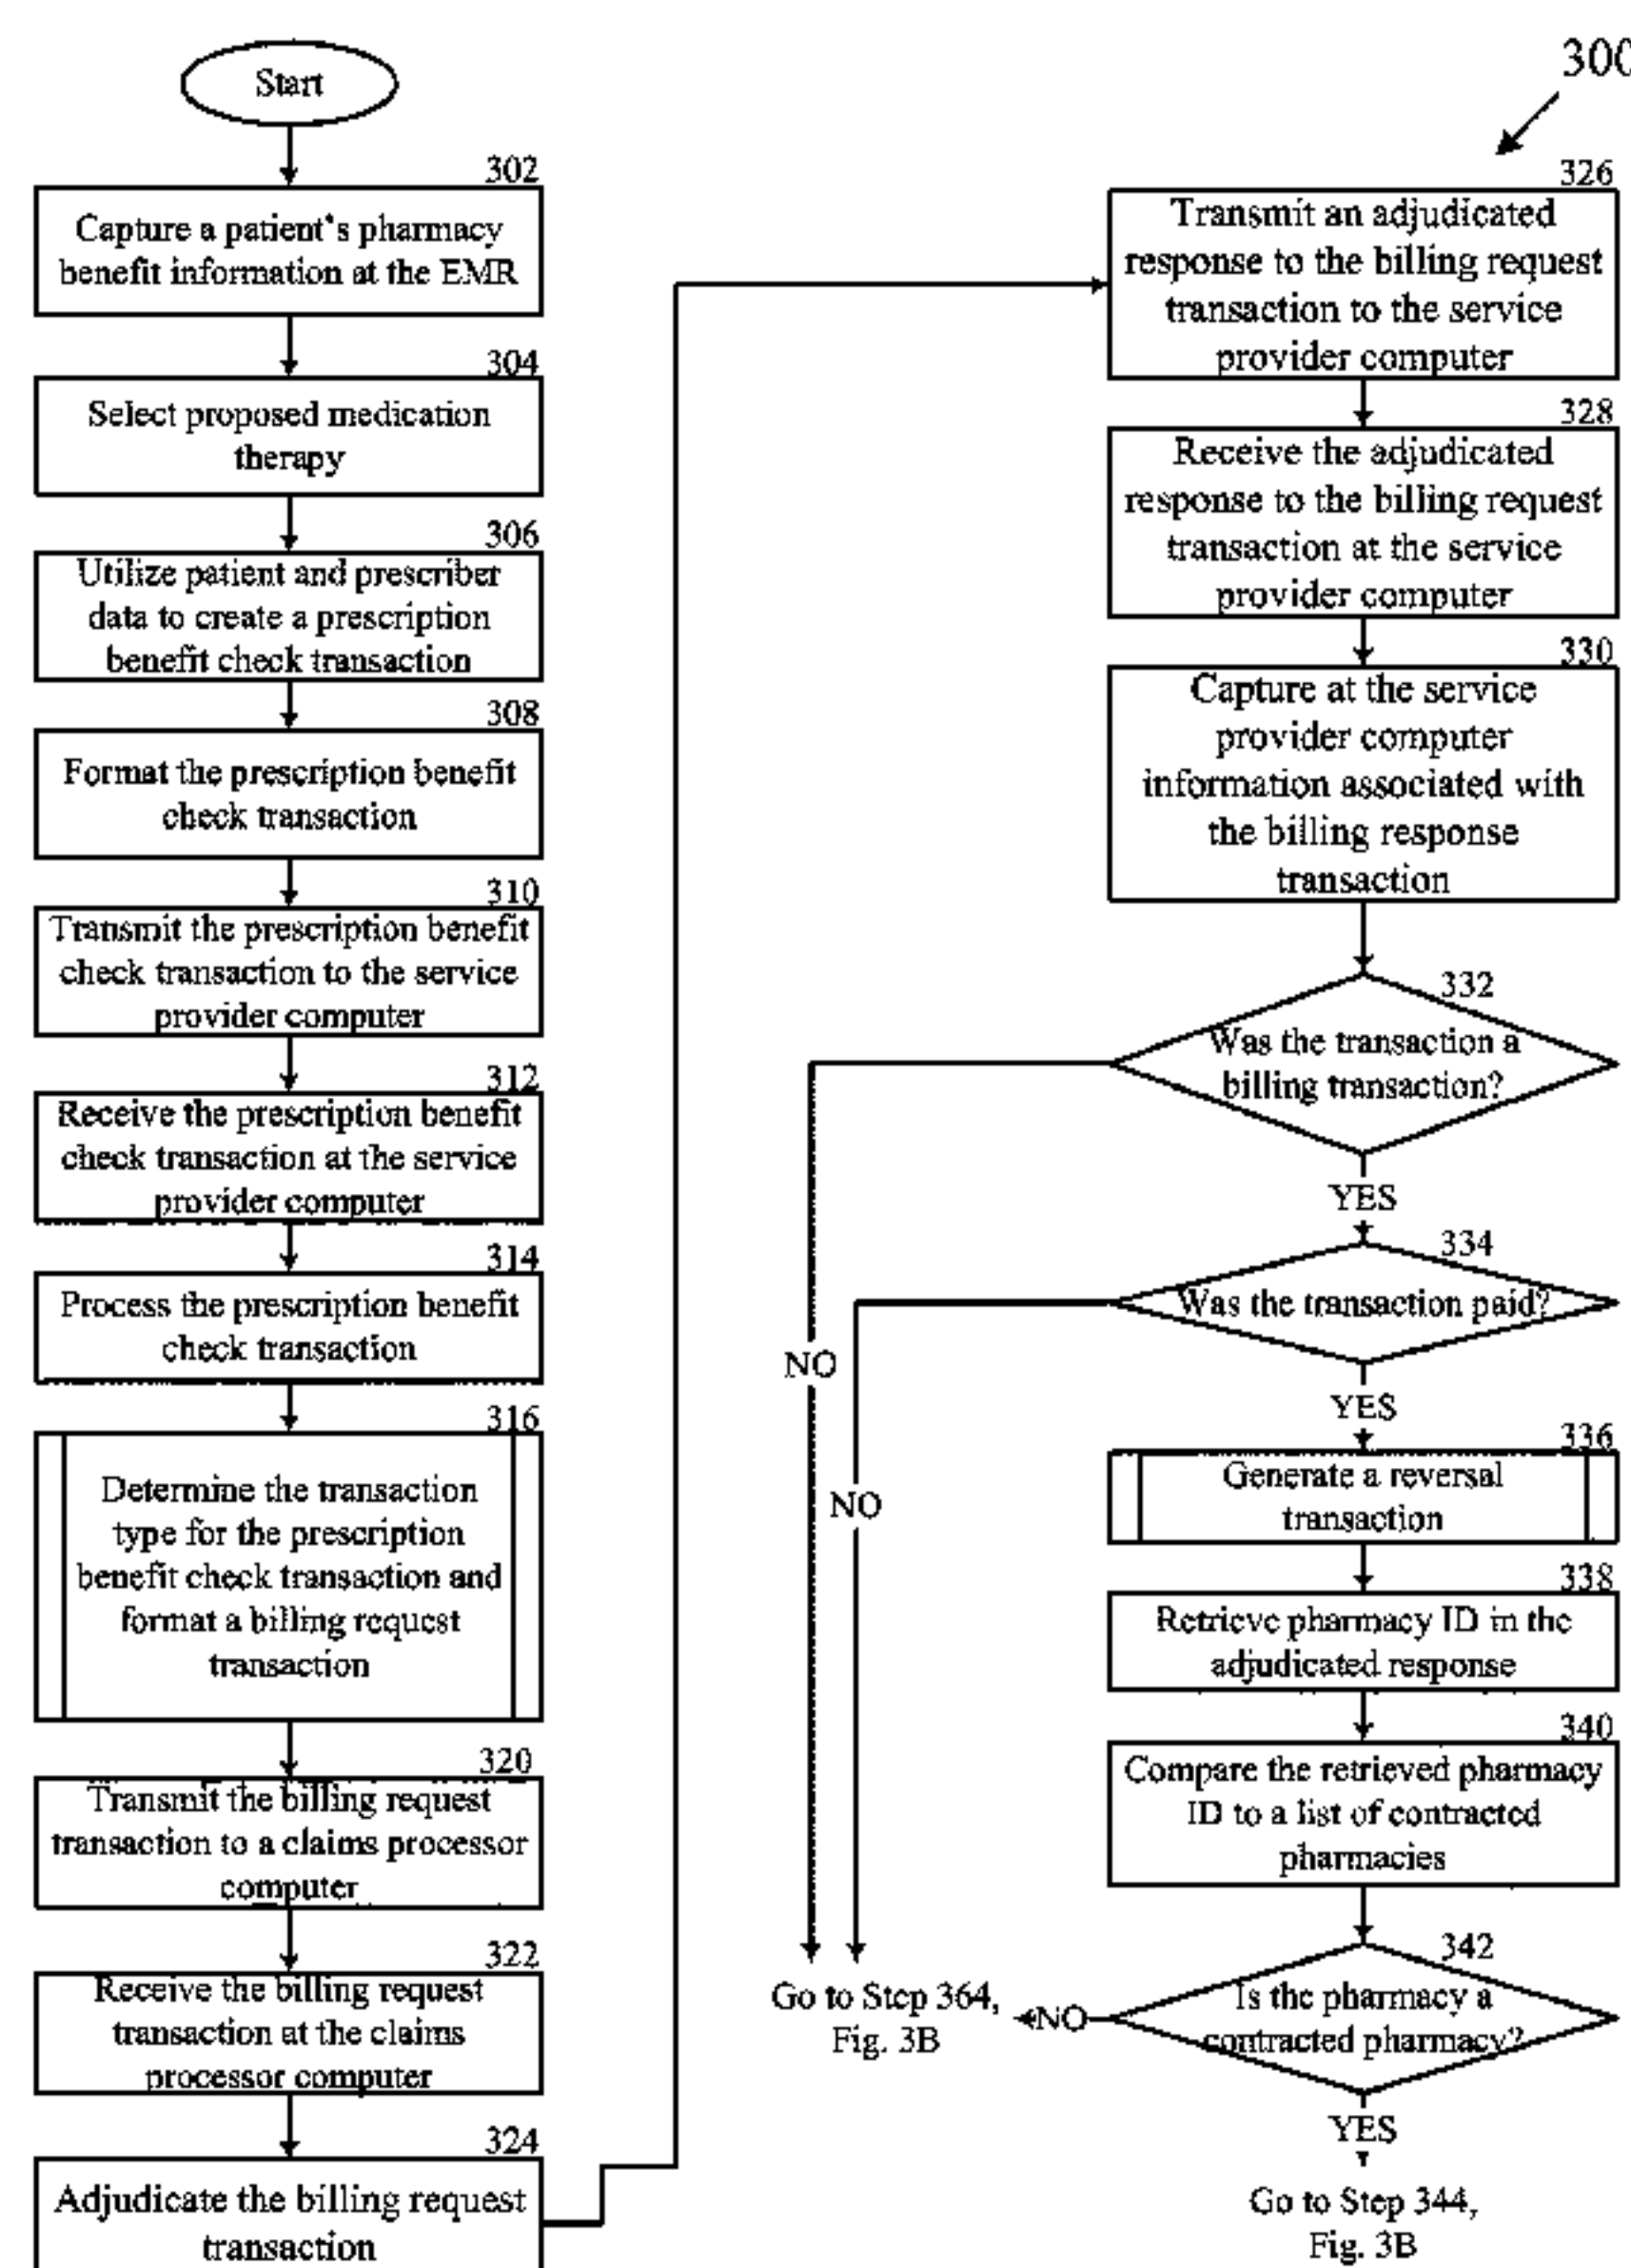 Start
302
Capture a patient's pharmacy
benefit information at the EMR
304
Select proposed medication
therapy
306
Utilize patient and prescriber
data to create a prescription
benefit check transaction
308
Format the prescription benefit
check transaction
310
Transmit the prescription benefit
check transaction to the service
provider computer
312
Receive the prescription benefit
check transaction at the service
provider computer
314
Process the prescription benefit
check transaction
316
Determine the transaction
type for the prescription
benefit check transaction and
format a billing request
transaction
320
Transmit the billing request
transaction to a claims processor
computer
322
Receive the billing request
transaction at the claims
processor computer
324
Adjudicate the billing request
transaction
300
326
Transmit an adjudicated
response to the billing request
transaction to the service
provider computer
328
Receive the adjudicated
response to the billing request
transaction at the service
provider computer
330
Capture at the service
provider computer
information associated with
the billing response
transaction
332
Was the transaction a
billing transaction?
YES
334
Was the transaction paid?
NO
YES
NO
336
Generate a reversal
transaction
338
Retrieve pharmacy ID in the
adjudicated response
340
Compare the retrieved pharmacy
ID to a list of contracted
pharmacies
342
Is the pharmacy a
contracted pharmacy?
NO
Go to Step 364,
Fig. 3B
YES
Go to Step 344,
Fig. 3B